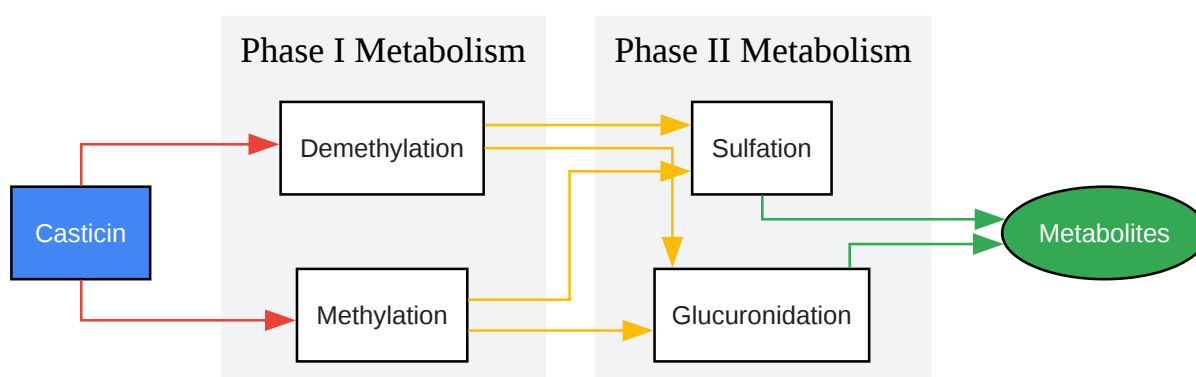 Phase I Metabolism
Phase II Metabolism
Demethylation
Sulfation
Casticin
Metabolites
Methylation
Glucuronidation